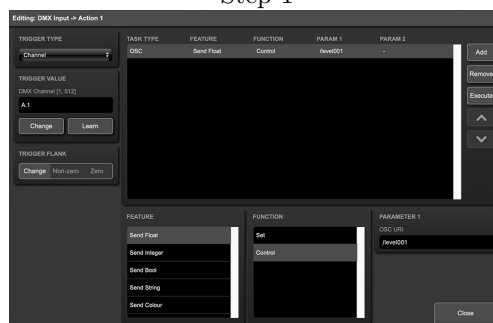 Step 1
Editing: DMX Input -> Action 1
TRIGGER TYPE
Channel
TRIGGER VALUE
DMX Channel [1, 512]
A.1
Change Learn
TRIGGER FLANK
Change Non-zero Zero
TASK TYPE FEATURE FUNCTION PARAM 1 PARAM 2
OSC Send Float Control /level001 -
Add
Remove
Execute
FEATURE
Send Float
Send Integer
Send Bool
Send String
Send Colour
FUNCTION
Set
Control
PARAMETER 1
OSC URI
/level001
Close